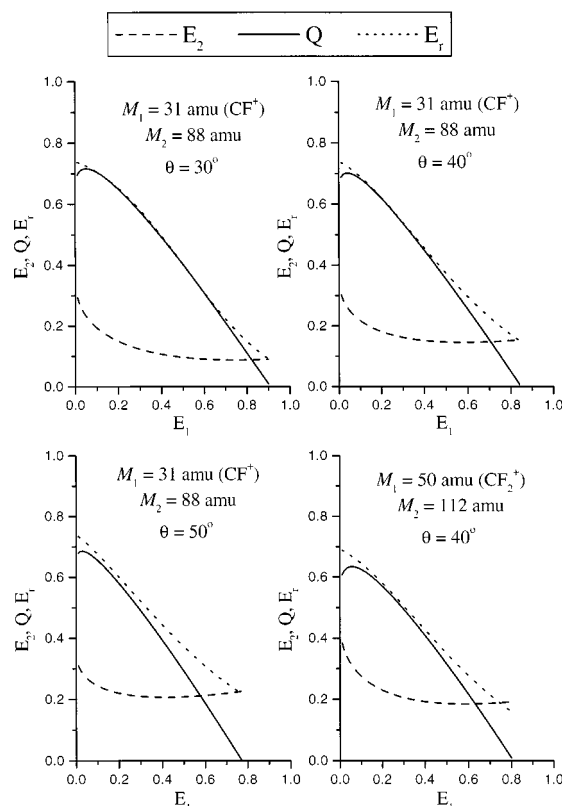 E₂ Q Eᵣ
M₁ = 31 amu (CF⁺)
M₂ = 88 amu
θ = 30°
E₂, Q, Eᵣ
1.0
0.8
0.6
0.4
0.2
0.0
0.0 0.2 0.4 0.6 0.8 1.0
E₁
M₁ = 31 amu (CF⁺)
M₂ = 88 amu
θ = 40°
E₂, Q, Eᵣ
1.0
0.8
0.6
0.4
0.2
0.0
0.0 0.2 0.4 0.6 0.8 1.0
E₁
M₁ = 31 amu (CF⁺)
M₂ = 88 amu
θ = 50°
E₂, Q, Eᵣ
1.0
0.8
0.6
0.4
0.2
0.0
0.0 0.2 0.4 0.6 0.8 1.0
M₁ = 50 amu (CF₂⁺)
M₂ = 112 amu
θ = 40°
E₂, Q, Eᵣ
1.0
0.8
0.6
0.4
0.2
0.0
0.0 0.2 0.4 0.6 0.8 1.0